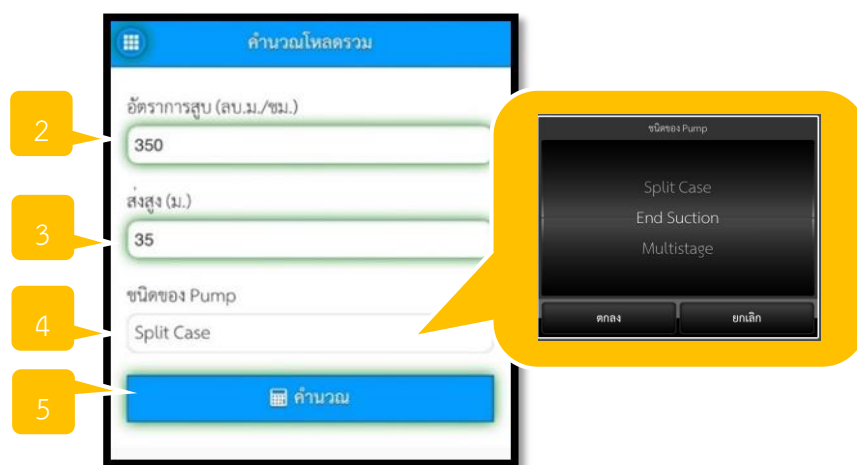 คำนวณโหลดรวม
2
อัตราการสูบ (ลบ.ม./ชม.)
350
3
ส่งสูง (ม.)
35
4
ชนิดของ Pump
Split Case
5
คำนวณ
ชนิดของ Pump
Split Case
End Suction
Multistage
ตกลง
ยกเลิก